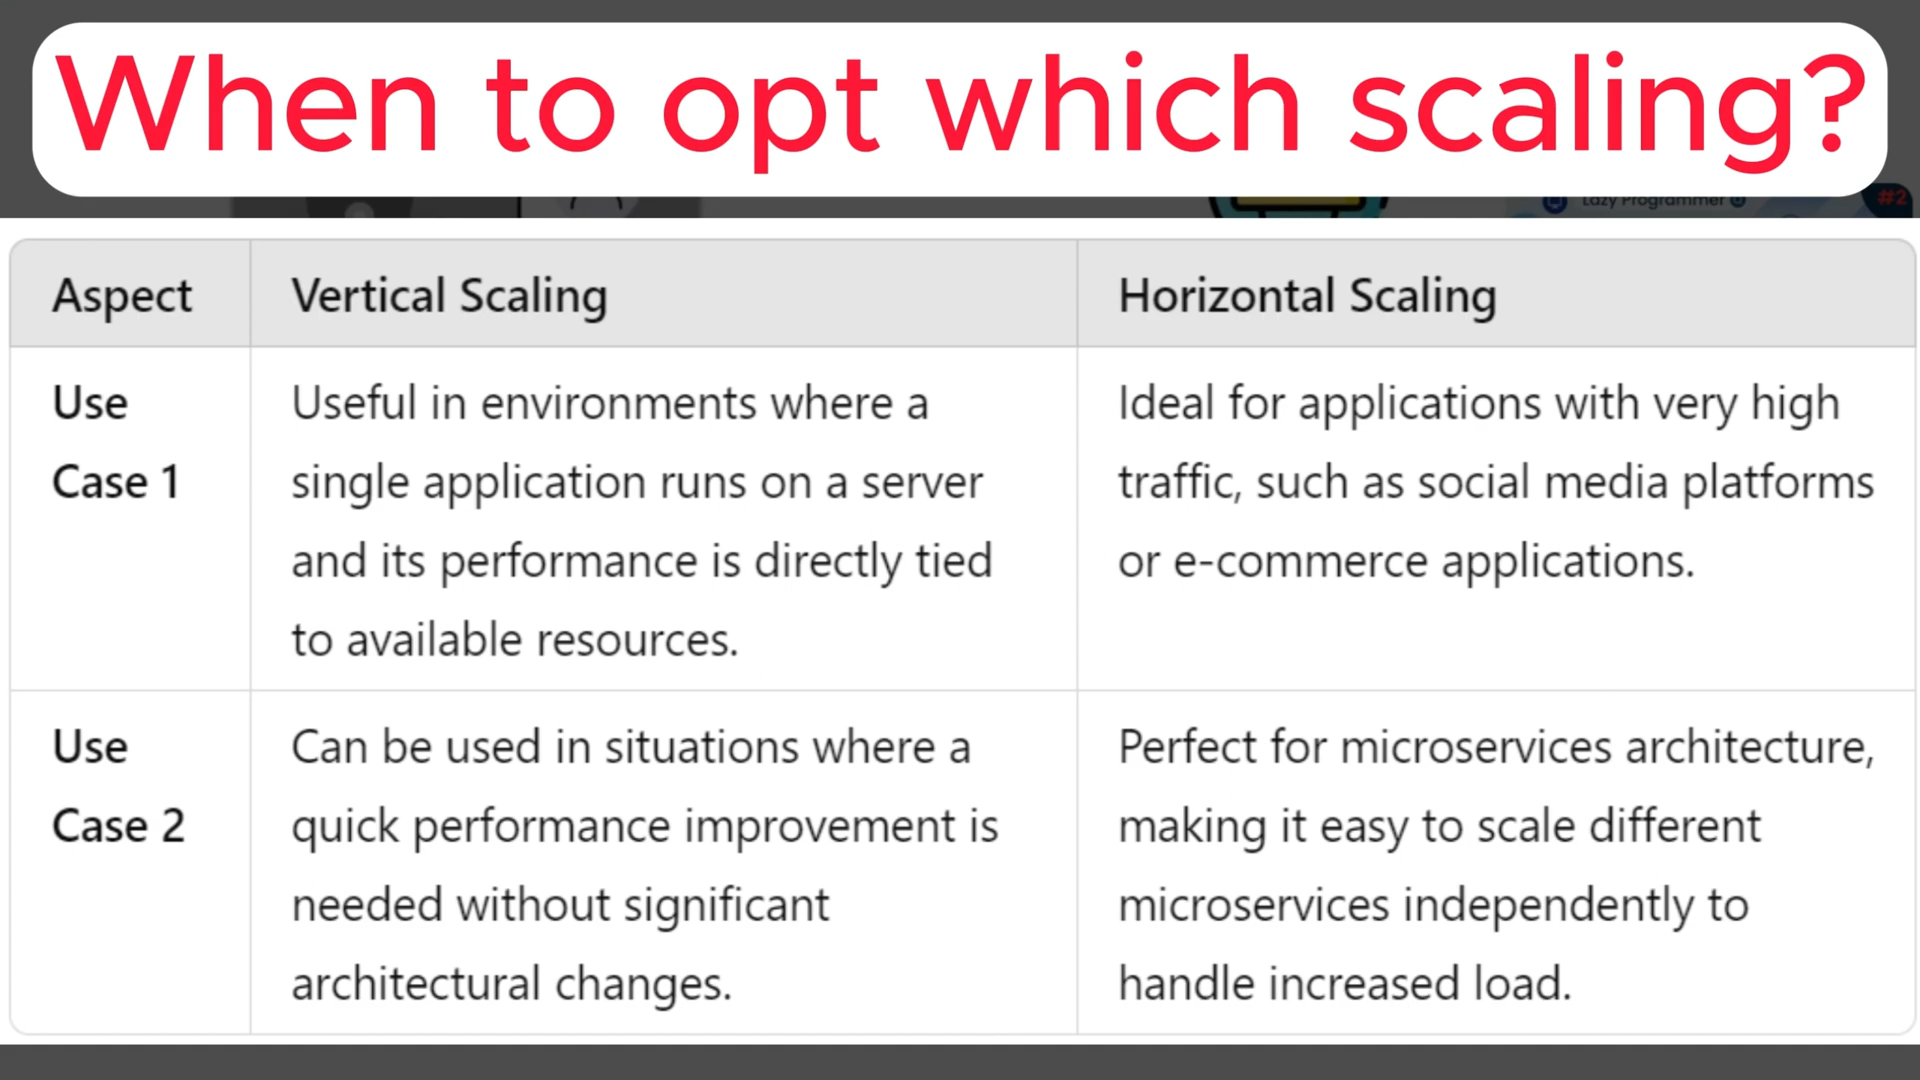 When to opt which scaling?
Lazy Programmer
#2
Aspect
Vertical Scaling
Horizontal Scaling
Use
Case 1
Useful in environments where a
single application runs on a server
and its performance is directly tied
to available resources.
Ideal for applications with very high
traffic, such as social media platforms
or e-commerce applications.
Use
Case 2
Can be used in situations where a
quick performance improvement is
needed without significant
architectural changes.
Perfect for microservices architecture,
making it easy to scale different
microservices independently to
handle increased load.